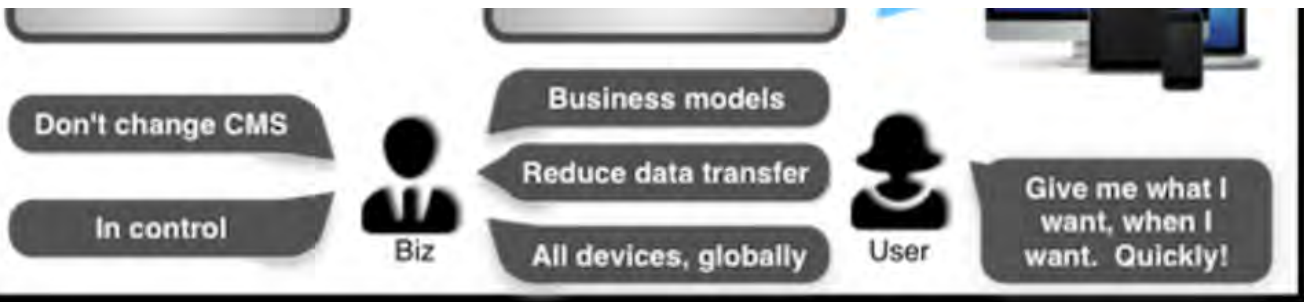 Don't change CMS
In control
Biz
Business models
Reduce data transfer
All devices, globally
User
Give me what I
want, when I
want.  Quickly!